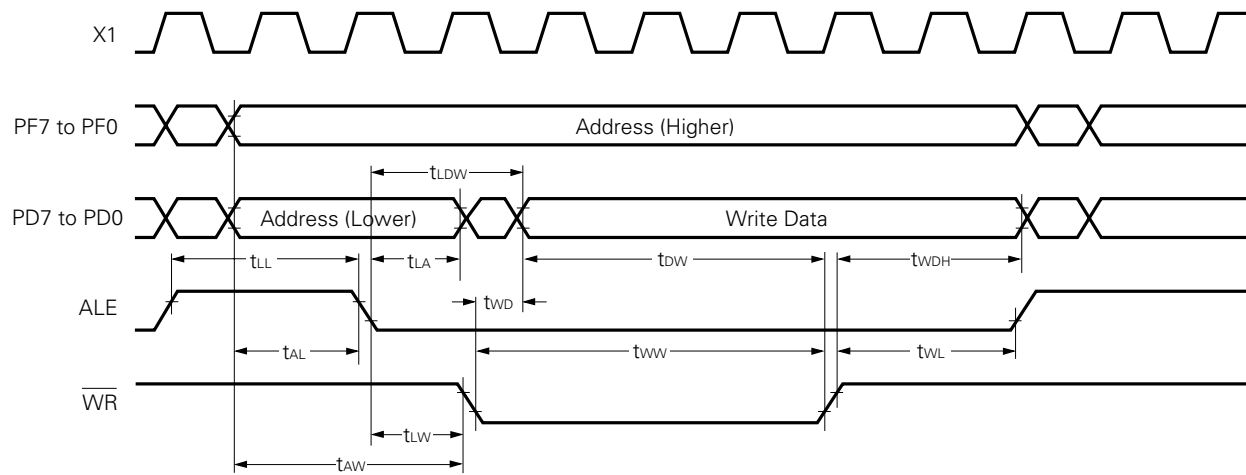 X1
PF7 to PF0
Address (Higher)
tLDW
PD7 to PD0
Address (Lower)
Write Data
tLL
tLA
tDW
tWDH
ALE
tWD
tAL
tWW
tWL
WR
tLW
tAW